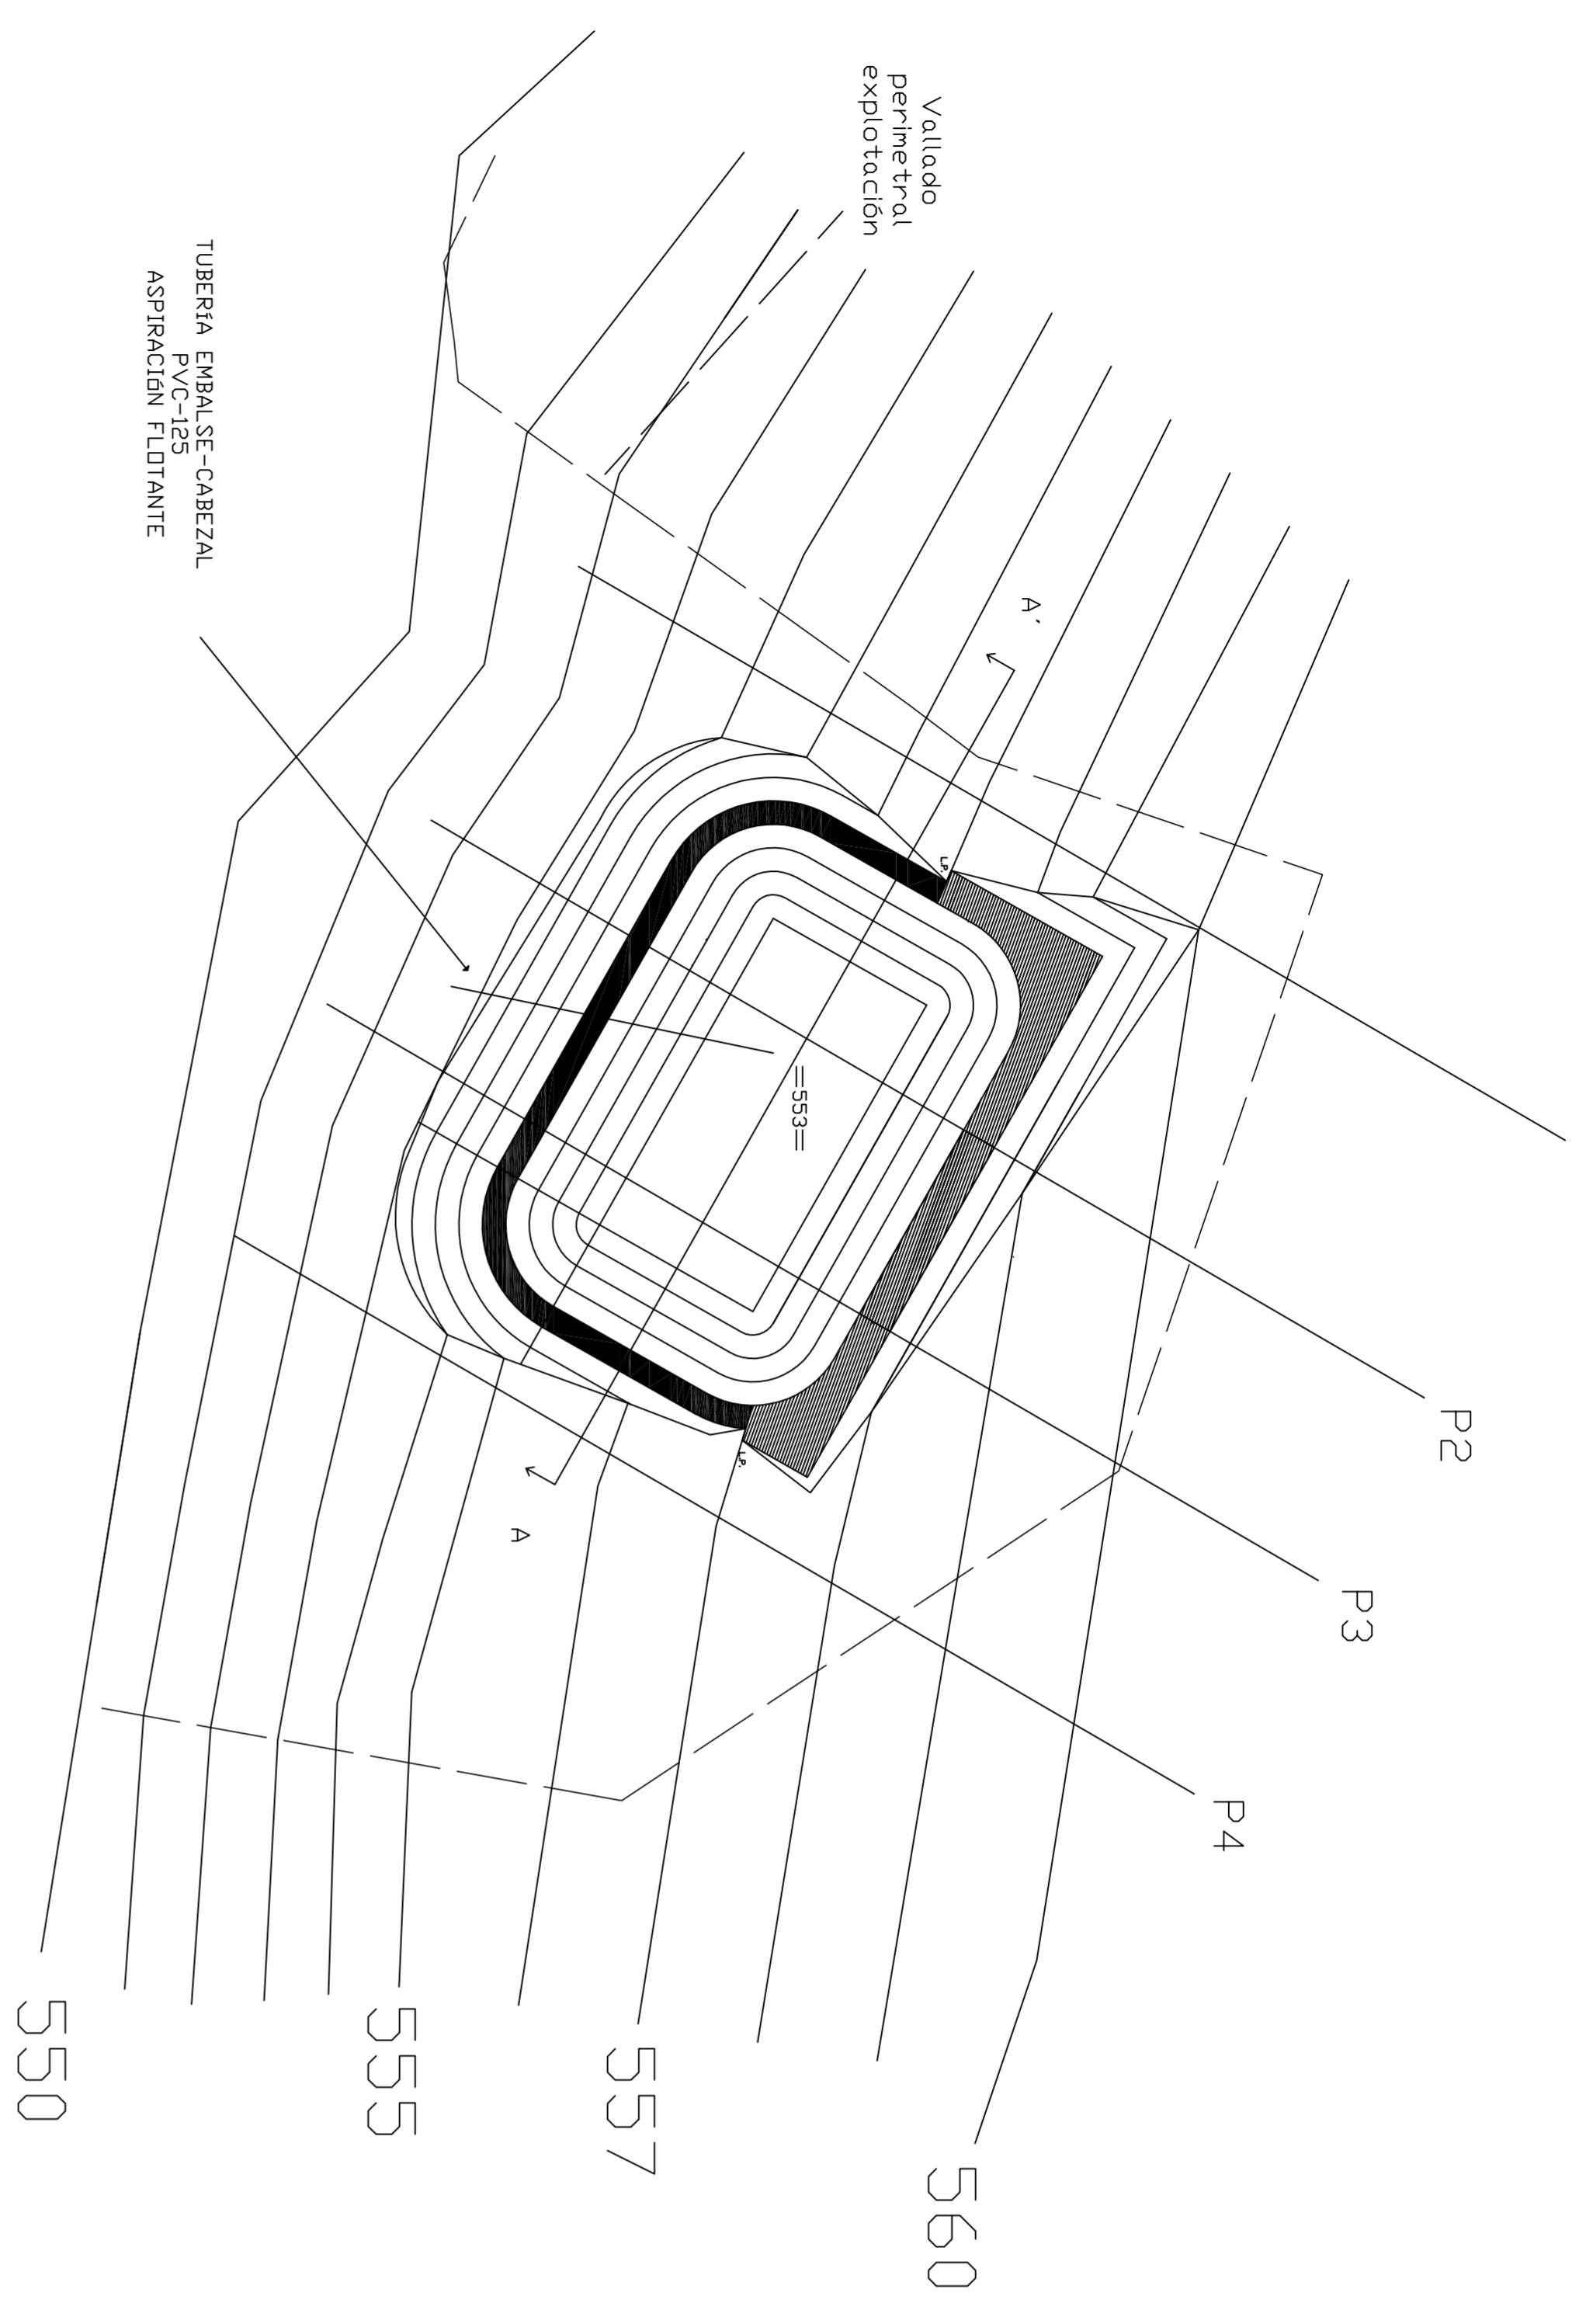 Vallado
perimetral
explotación
TUBERíA EMBALSE-CABEZAL
PVC-125
ASPIRACIÓN FLOTANTE
A'
L.P.
=553=
L.P.
A
P2
P3
P4
550
555
557
560